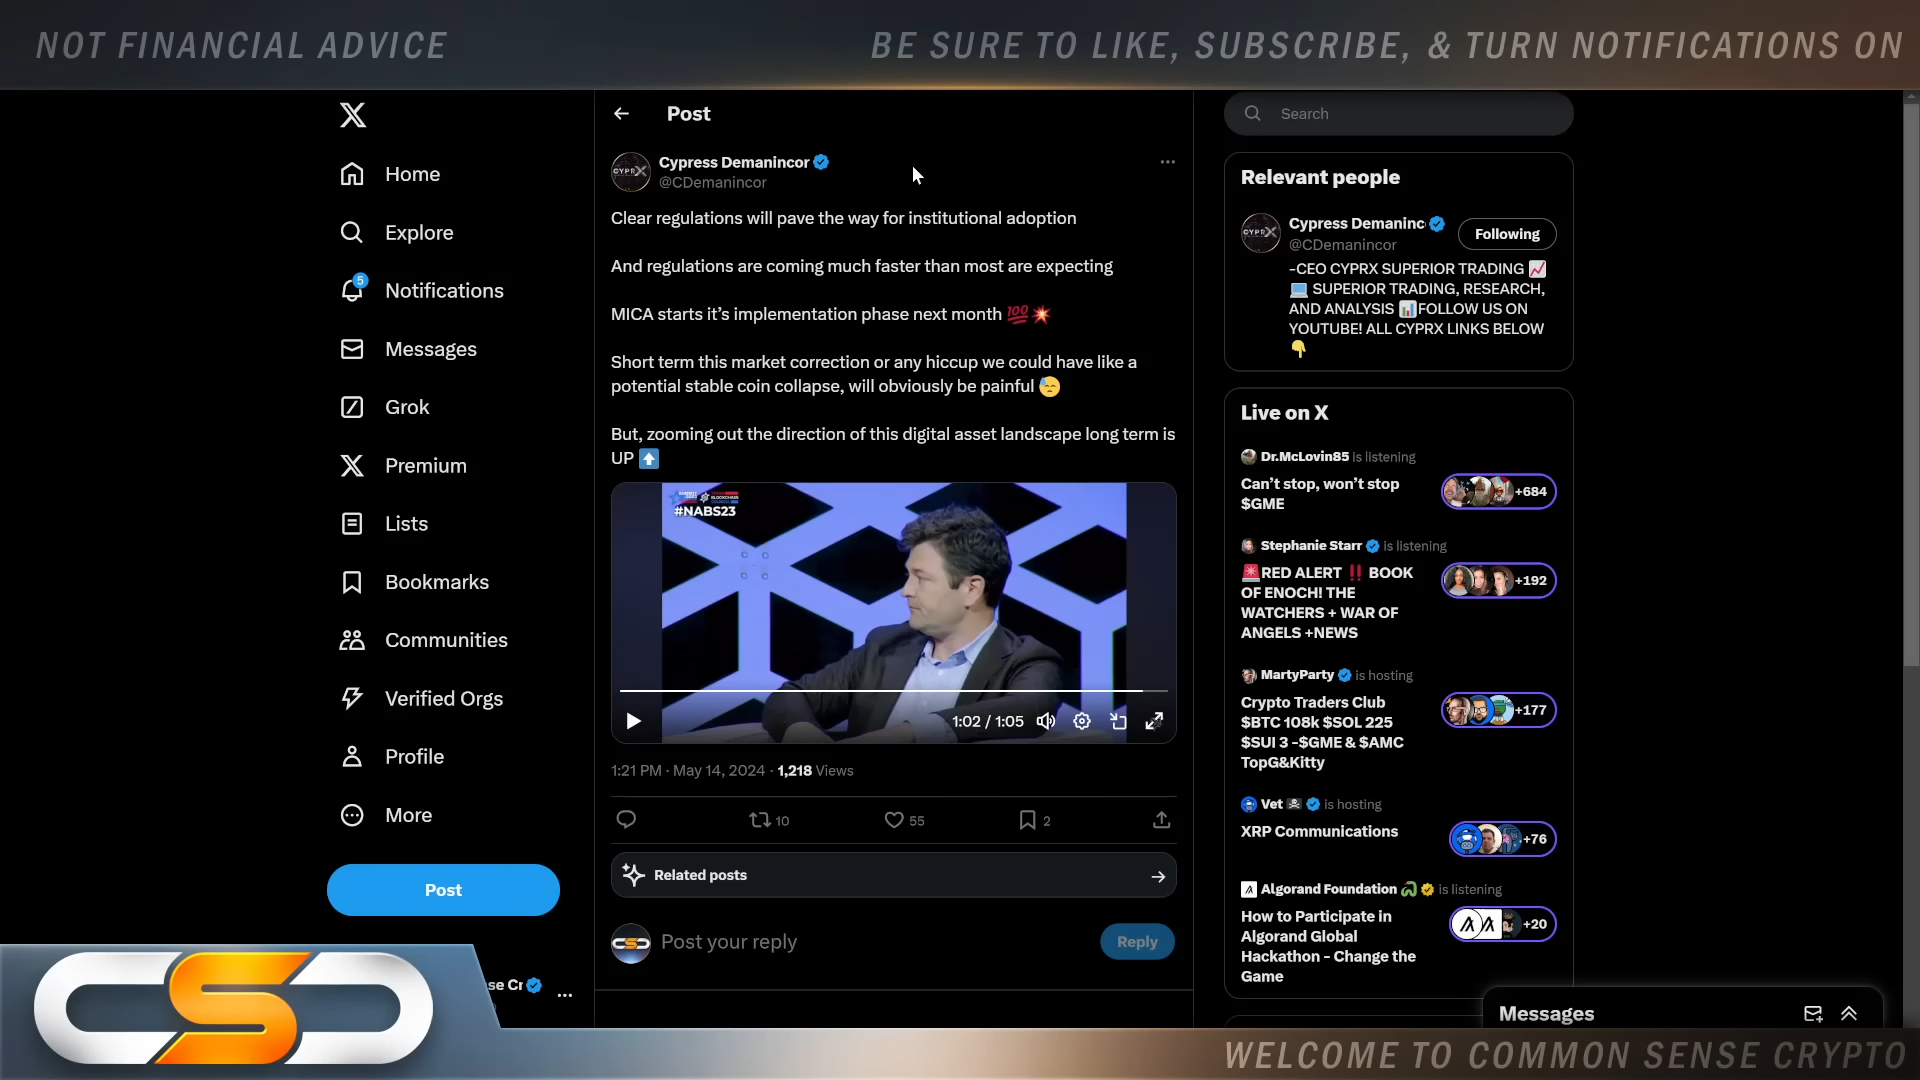 NOT FINANCIAL ADVICE
BE SURE TO LIKE, SUBSCRIBE, & TURN NOTIFICATIONS ON
Home
Explore
5
Notifications
Messages
Grok
Premium
Lists
Bookmarks
Communities
Verified Orgs
Profile
More
Post
se Cr
Post
Cypress Demanincor
@CDemanincor
Clear regulations will pave the way for institutional adoption
And regulations are coming much faster than most are expecting
MICA starts it’s implementation phase next month 💯💥
Short term this market correction or any hiccup we could have like a
potential stable coin collapse, will obviously be painful 😓
But, zooming out the direction of this digital asset landscape long term is
UP ⬆️
BLOCKCHAIN
#NABS23
1:02 / 1:05
1:21 PM · May 14, 2024 · 1,218 Views
10
55
2
Related posts
Post your reply
Reply
Search
Relevant people
CYPRX
Cypress Demaninc
@CDemanincor
Following
-CEO CYPRX SUPERIOR TRADING 📈
💻 SUPERIOR TRADING, RESEARCH,
AND ANALYSIS 📊FOLLOW US ON
YOUTUBE! ALL CYPRX LINKS BELOW
👇
Live on X
Dr.McLovin85 is listening
Can’t stop, won’t stop
$GME
+684
Stephanie Starr is listening
🚨RED ALERT ‼️ BOOK
OF ENOCH! THE
WATCHERS + WAR OF
ANGELS +NEWS
+192
MartyParty is hosting
Crypto Traders Club
$BTC 108k $SOL 225
$SUI 3 -$GME & $AMC
TopG&Kitty
+177
Vet is hosting
XRP Communications
+76
Algorand Foundation is listening
How to Participate in
Algorand Global
Hackathon - Change the
Game
+20
Messages
CSC
WELCOME TO COMMON SENSE CRYPTO